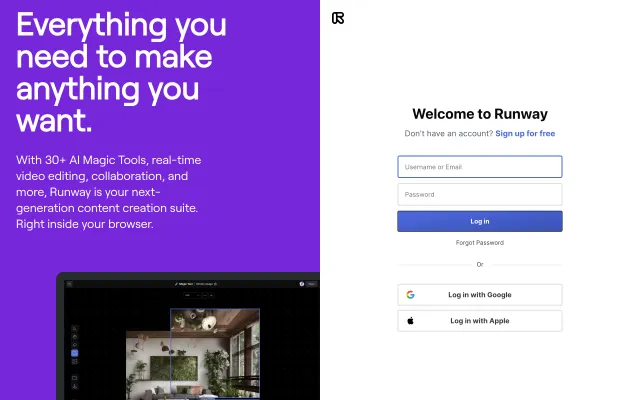 Everything you
need to make
anything you
want.
With 30+ AI Magic Tools, real-time
video editing, collaboration, and
more, Runway is your next-
generation content creation suite.
Right inside your browser.
Welcome to Runway
Don't have an account? Sign up for free
Username or Email
Password
Log in
Forgot Password
Or
Log in with Google
Log in with Apple